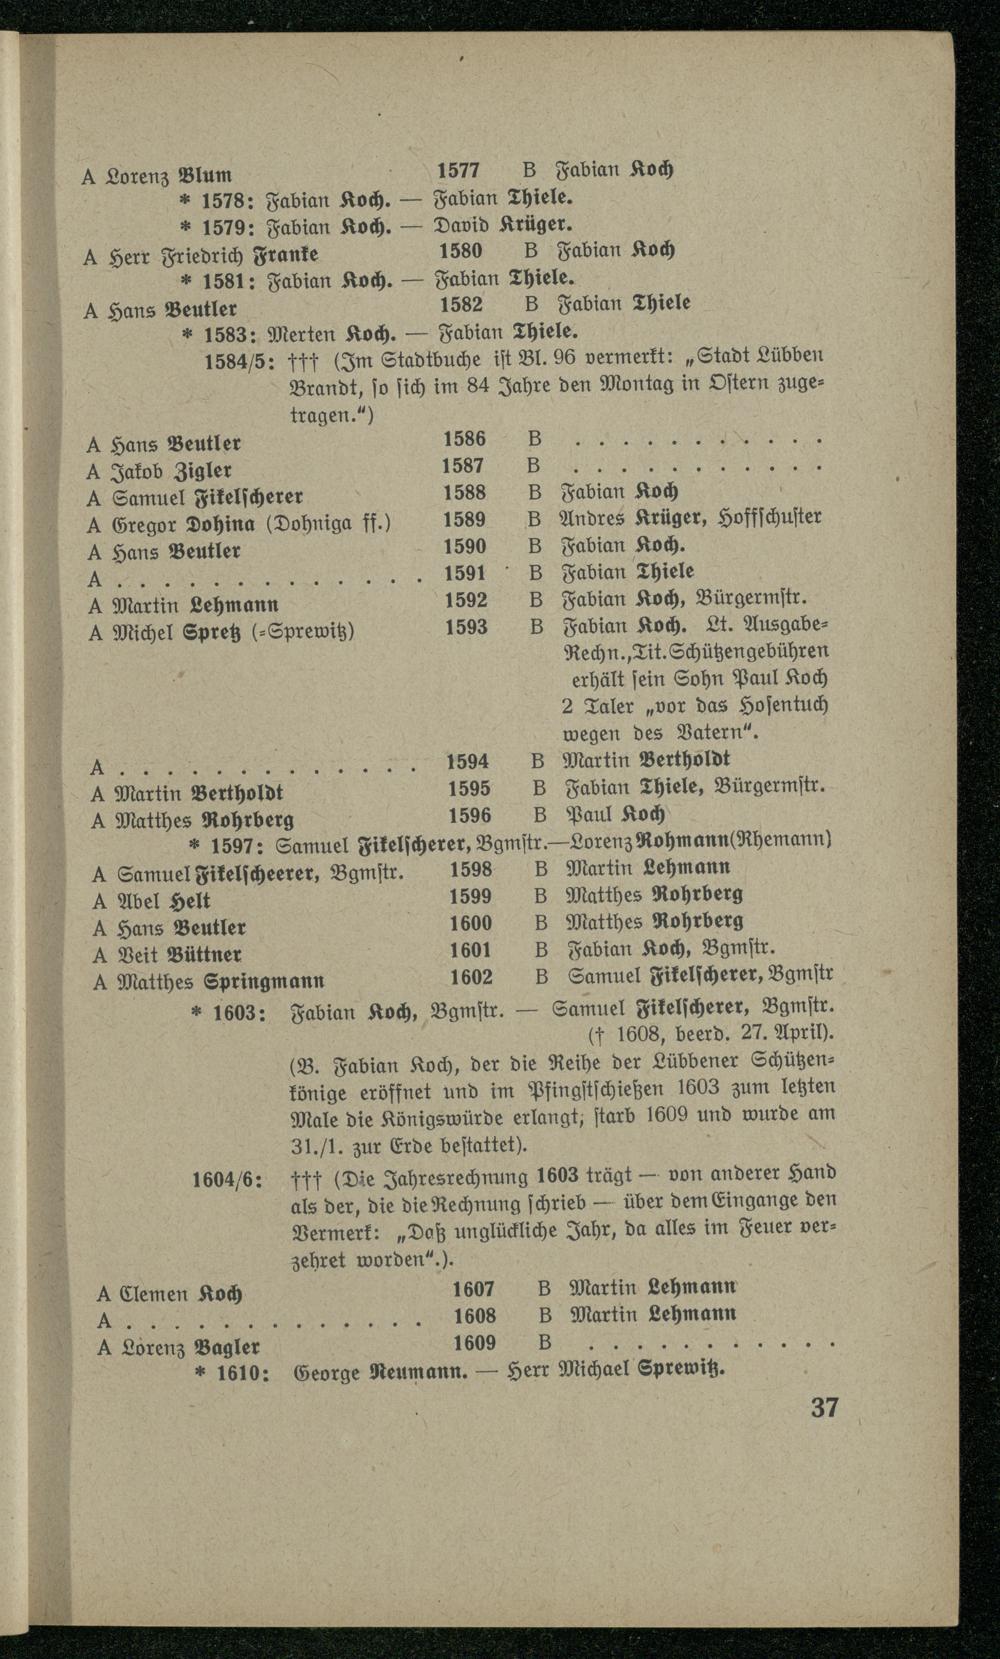 A Lorenz Blum 1577 B Fabian Koch
* 1578: Fabian Koch. — Fabian Thiele.
* 1579: Fabian Koch. — David Krüger.
A Herr Friedrich Franke 1580 B Fabian Koch
* 1581: Fabian Koch. — Fabian Thiele.
A Hans Beutler 1582 B Fabian Thiele
* 1583: Merten Koch. — Fabian Thiele.
1584/5: ††† (Im Stadtbuche ist Bl. 96 vermerkt: „Stadt Lübben
Brandt, so sich im 84 Jahre den Montag in Ostern zuge-
tragen.“)
A Hans Beutler 1586 B . . . . . . . . . . .
A Jakob Zigler 1587 B . . . . . . . . . . .
A Samuel Fikelscherer 1588 B Fabian Koch
A Gregor Dohina (Dohniga ff.) 1589 B Andres Krüger, Hoffschuster
A Hans Beutler 1590 B Fabian Koch.
A . . . . . . . . . . . . . 1591 B Fabian Thiele
A Martin Lehmann 1592 B Fabian Koch, Bürgermstr.
A Michel Spretz (-Sprewitz) 1593 B Fabian Koch. Lt. Ausgabe-
Rechn., Tit. Schützengebühren
erhält sein Sohn Paul Koch
2 Taler „vor das Hosentuch
wegen des Vatern“.
A . . . . . . . . . . . . . 1594 B Martin Bertholdt
A Martin Bertholdt 1595 B Fabian Thiele, Bürgermstr.
A Matthes Rohrberg 1596 B Paul Koch
* 1597: Samuel Fikelscherer, Bgmstr.—Lorenz Rohmann (Rhemann)
A Samuel Fikelscheerer, Bgmstr. 1598 B Martin Lehmann
A Abel Helt 1599 B Matthes Rohrberg
A Hans Beutler 1600 B Matthes Rohrberg
A Veit Büttner 1601 B Fabian Koch, Bgmstr.
A Matthes Springmann 1602 B Samuel Fikelscherer, Bgmstr
* 1603: Fabian Koch, Bgmstr. — Samuel Fikelscherer, Bgmstr.
(† 1608, beerd. 27. April).
(B. Fabian Koch, der die Reihe der Lübbener Schützen-
könige eröffnet und im Pfingstschießen 1603 zum letzten
Male die Königswürde erlangt, starb 1609 und wurde am
31./1. zur Erde bestattet).
1604/6: ††† (Die Jahresrechnung 1603 trägt — von anderer Hand
als der, die die Rechnung schrieb — über dem Eingange den
Vermerk: „Daß unglückliche Jahr, da alles im Feuer ver-
zehret worden“.).
A Clemen Koch 1607 B Martin Lehmann
A . . . . . . . . . . . . . 1608 B Martin Lehmann
A Lorenz Bagler 1609 B . . . . . . . . . . .
* 1610: George Neumann. — Herr Michael Sprewitz.
37